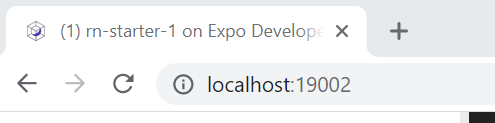 (1) rn-starter-1 on Expo Develope
localhost:19002